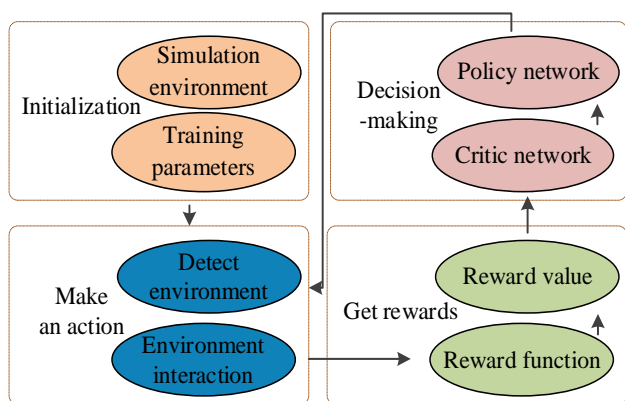 Simulation
environment
Initialization
Training
parameters
Policy network
Decision
-making
Critic network
Detect
environment
Make
an action
Environment
interaction
Reward value
Get rewards
Reward function